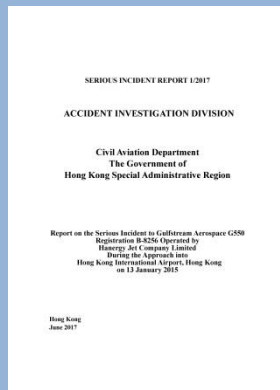 SERIOUS INCIDENT REPORT 1/2017
ACCIDENT INVESTIGATION DIVISION
Civil Aviation Department
The Government of
Hong Kong Special Administrative Region
Report on the Serious Incident to Gulfstream Aerospace G550
Registration B-8256 Operated by
Hanergy Jet Company Limited
During the Approach into
Hong Kong International Airport, Hong Kong
on 13 January 2015
Hong Kong
June 2017